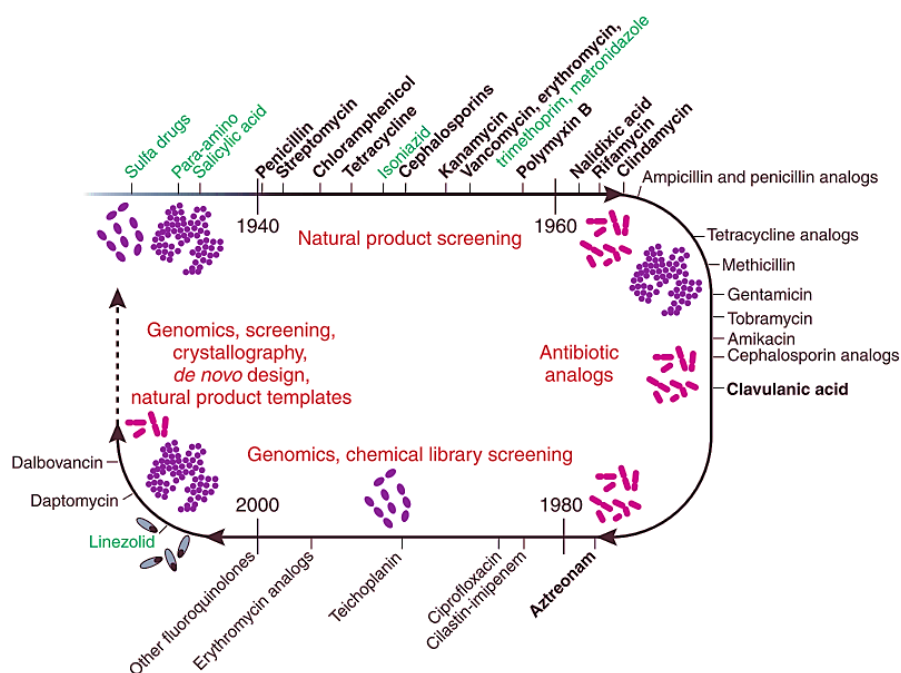 Sulfa drugs
Para-amino
Salicylic acid
Penicillin
Streptomycin
Chloramphenicol
Tetracycline
Isoniazid
Cephalosporins
Kanamycin
Vancomycin, erythromycin,
trimethoprim, metronidazole
Polymyxin B
Nalidixic acid
Rifamycin
Clindamycin
Ampicillin and penicillin analogs
1940
1960
Natural product screening
Tetracycline analogs
Methicillin
Gentamicin
Tobramycin
Amikacin
Cephalosporin analogs
Clavulanic acid
Antibiotic
analogs
Genomics, screening,
crystallography,
de novo design,
natural product templates
Genomics, chemical library screening
Dalbovancin
Daptomycin
Linezolid
2000
1980
Other fluoroquinolones
Erythromycin analogs
Teichoplanin
Ciprofloxacin
Cilastin-imipenem
Aztreonam